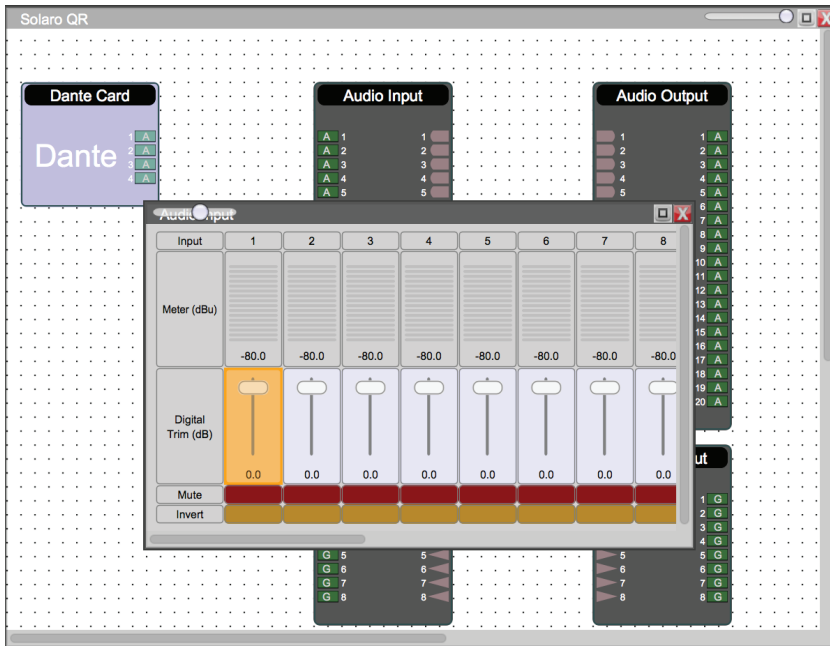 Solaro QR
Dante Card
Dante
1 A
2 A
3 A
4 A
Audio Input
A 1 1
A 2 2
A 3 3
A 4 4
A 5 5
Audio Output
1 1 A
2 2 A
3 3 A
4 4 A
5 5 A
6 A
7 A
8 A
9 A
10 A
11 A
12 A
13 A
14 A
15 A
16 A
17 A
18 A
19 A
20 A
Input 1 2 3 4 5 6 7 8
Meter (dBu)
-80.0 -80.0 -80.0 -80.0 -80.0 -80.0 -80.0 -80.0
Digital
Trim (dB)
0.0 0.0 0.0 0.0 0.0 0.0 0.0 0.0
Mute
Invert
1 G
2 G
3 G
4 G
G 5 5
G 6 6
G 7 7
G 8 8
5 5 G
6 6 G
7 7 G
8 8 G